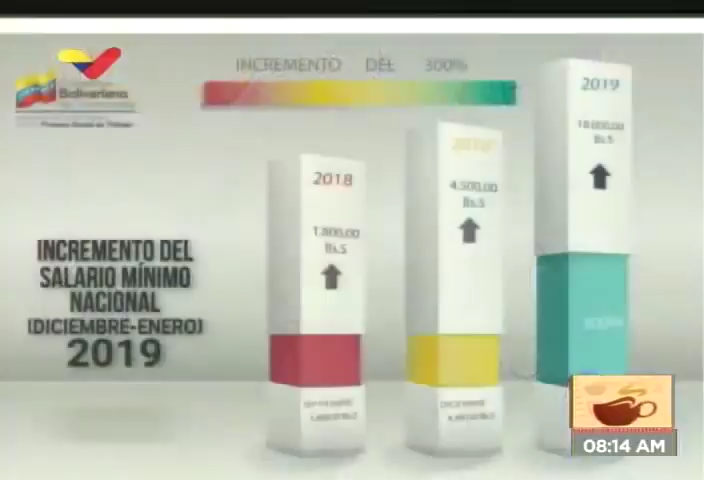 Bolivariana
INCREMENTO DEL 300%
2018
1.800,00
Bs.S
2018
4.500,00
Bs.S
2019
18.000,00
Bs.S
INCREMENTO DEL
SALARIO MÍNIMO
NACIONAL
(DICIEMBRE-ENERO)
2019
DICIEMBRE
08:14 AM